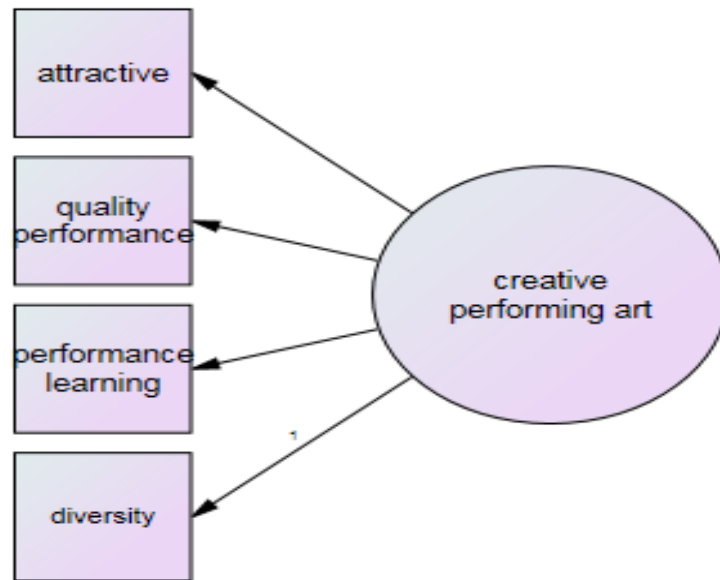 attractive
quality
performance
creative
performing art
performance
learning
1
diversity